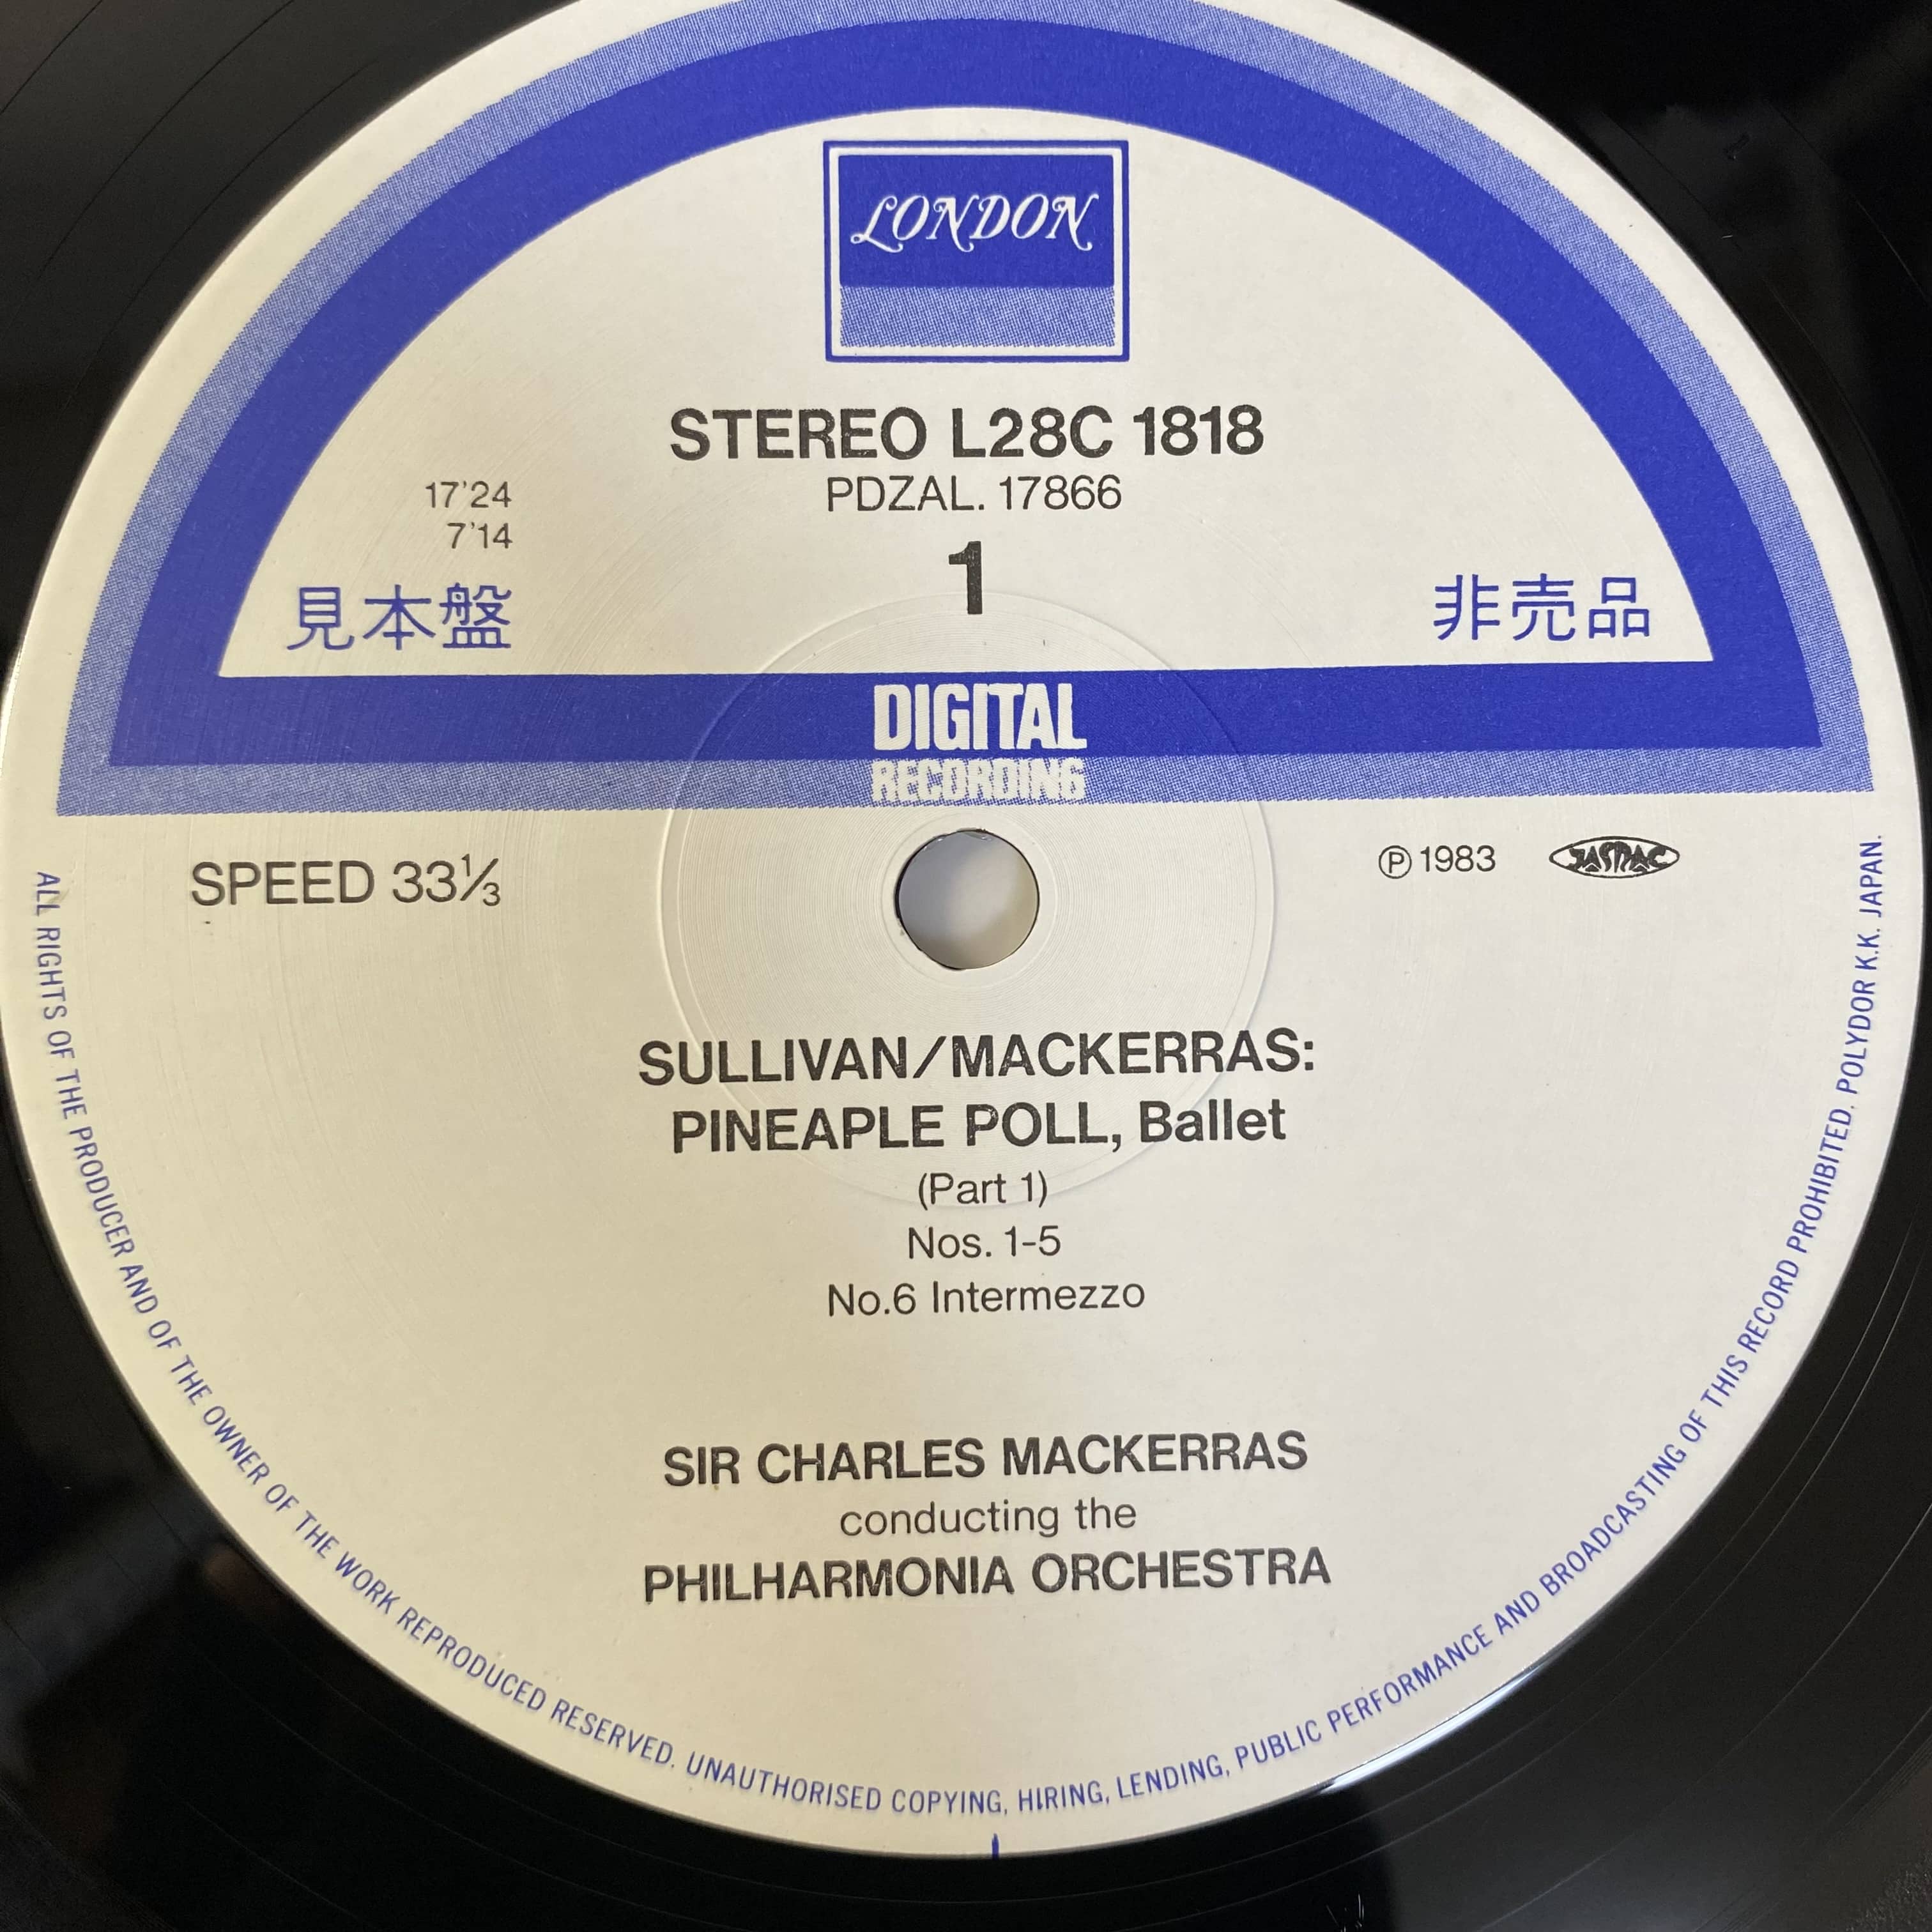 LONDON
STEREO L28C 1818
PDZAL. 17866
17'24
7'14
1
見本盤
非売品
DIGITAL
RECORDING
SPEED 33⅓
℗ 1983
JASRAC
SULLIVAN/MACKERRAS:
PINEAPLE POLL, Ballet
(Part 1)
Nos. 1-5
No.6 Intermezzo
SIR CHARLES MACKERRAS
conducting the
PHILHARMONIA ORCHESTRA
ALL RIGHTS OF THE PRODUCER AND OF THE OWNER OF THE WORK REPRODUCED RESERVED. UNAUTHORISED COPYING, HIRING, LENDING, PUBLIC PERFORMANCE AND BROADCASTING OF THIS RECORD PROHIBITED. POLYDOR K.K. JAPAN.